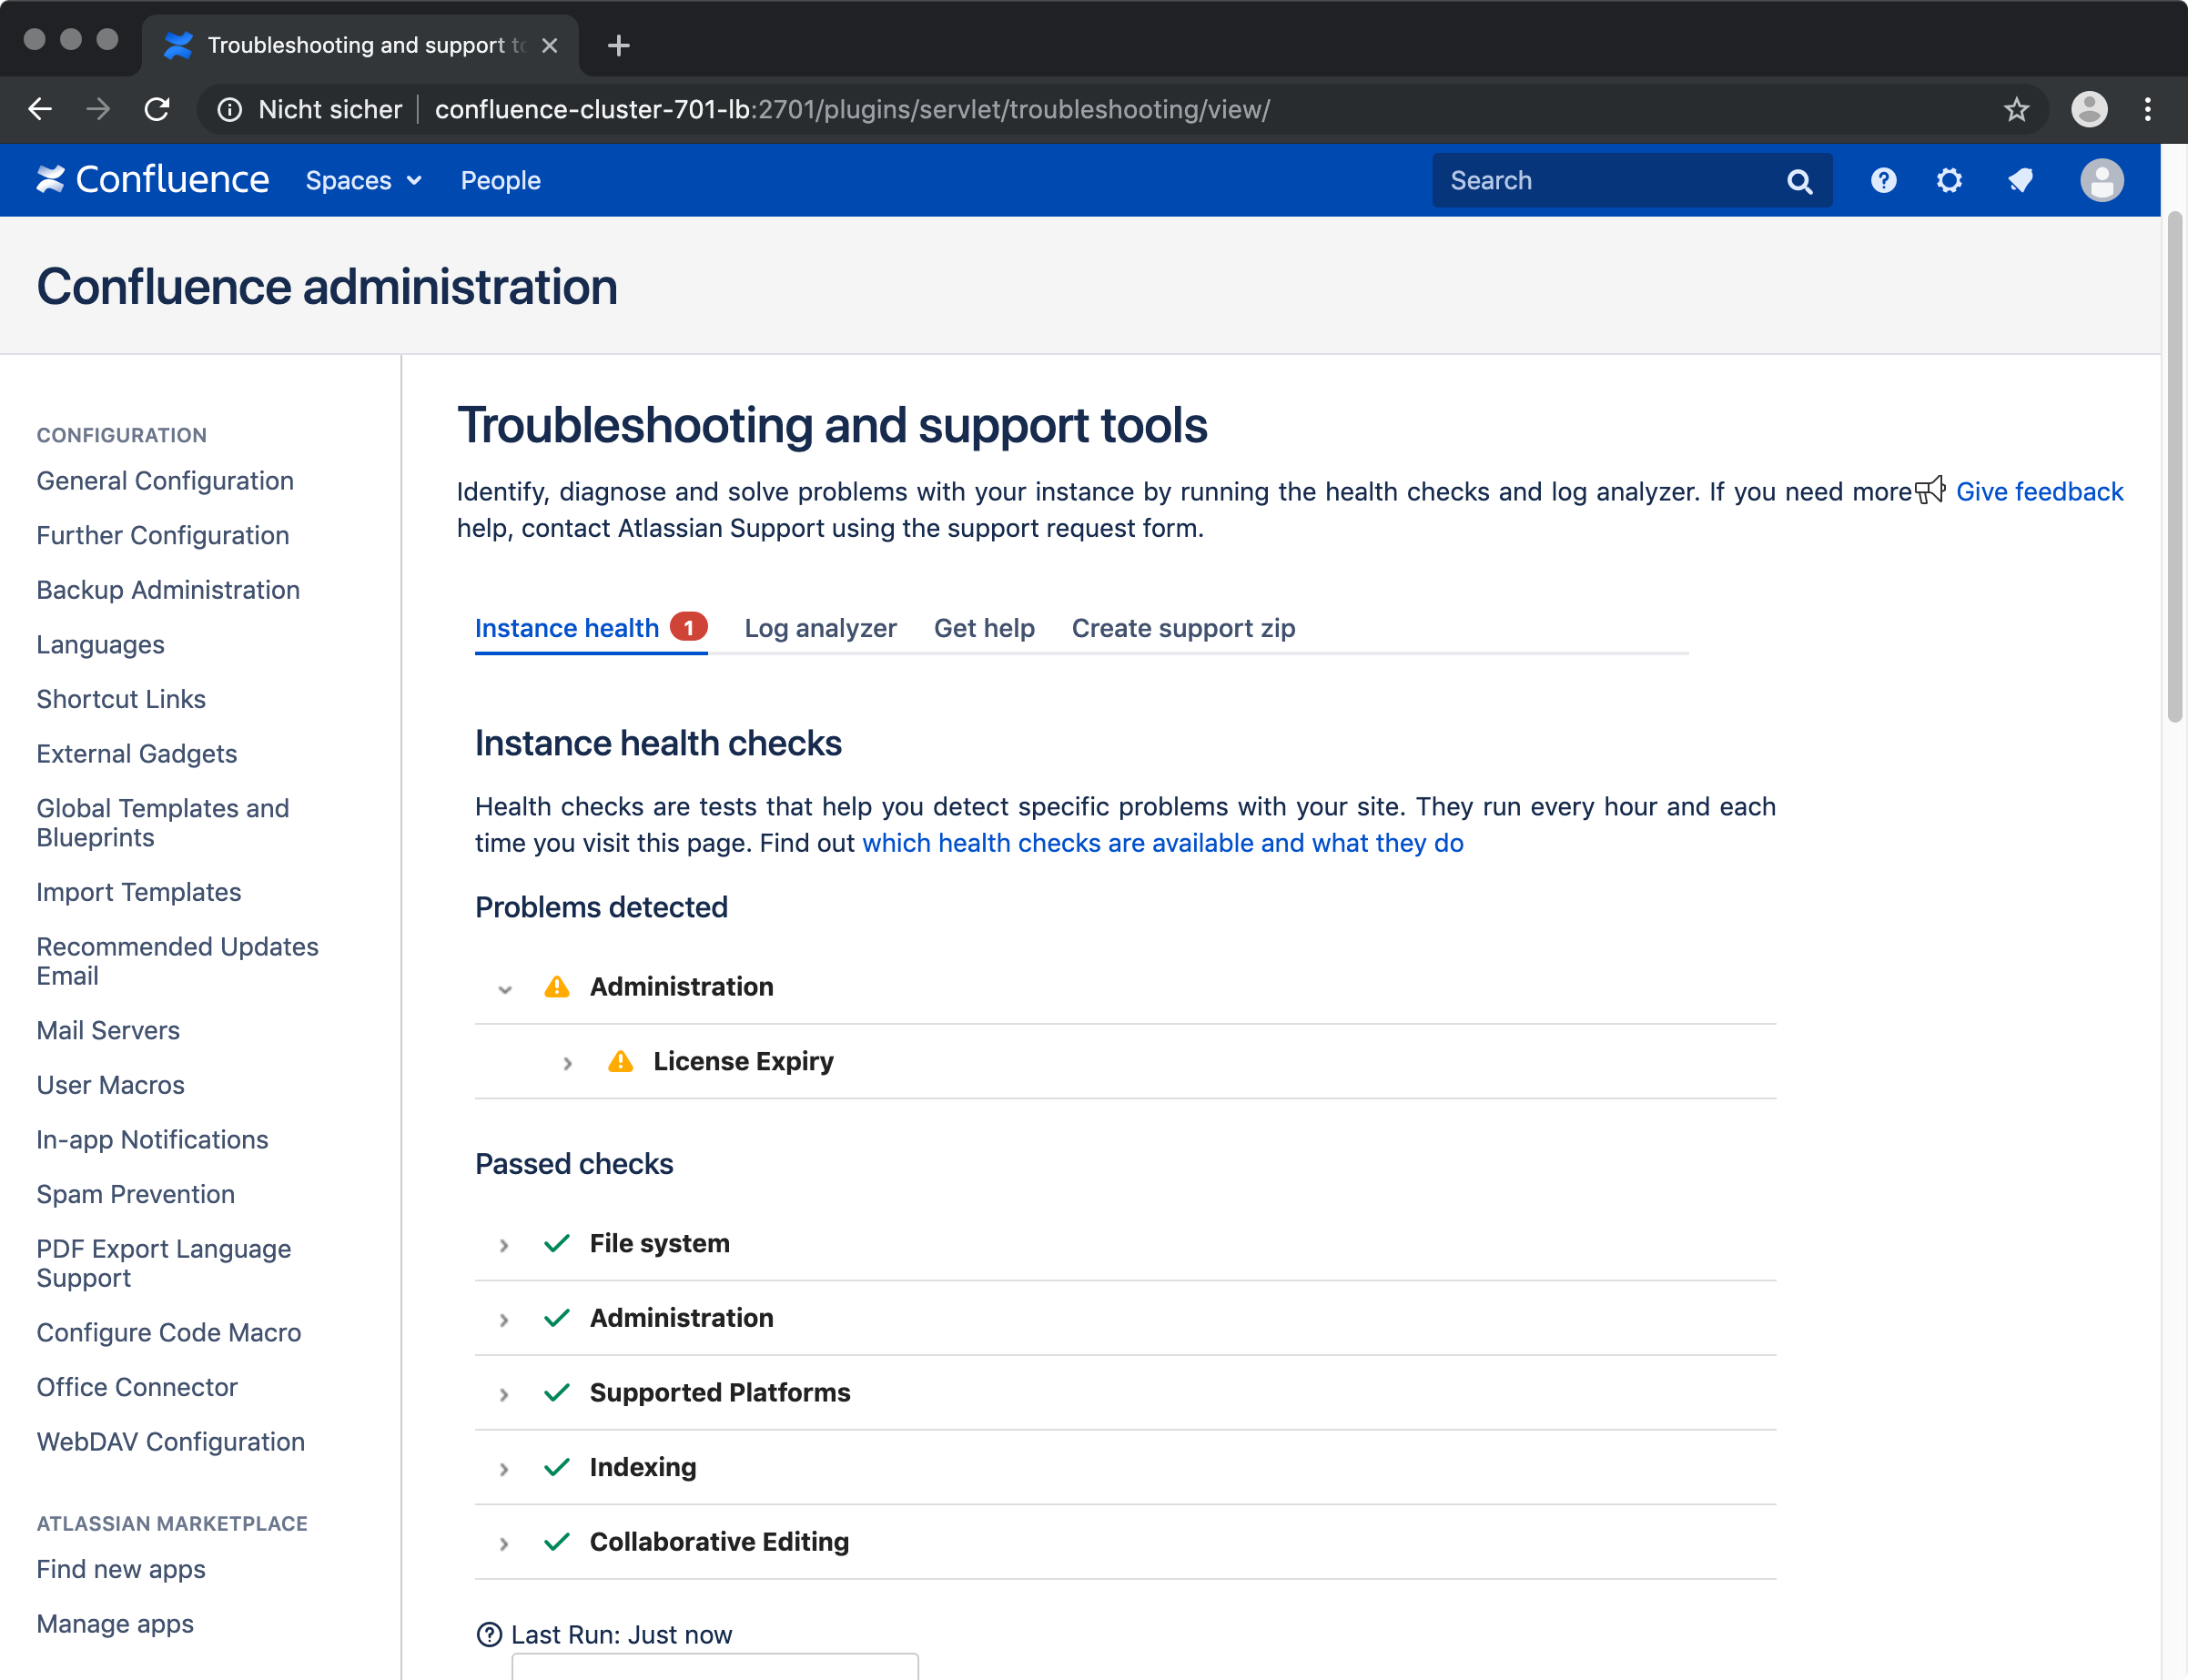 Troubleshooting and support to
Nicht sicher
confluence-cluster-701-lb:2701/plugins/servlet/troubleshooting/view/
Confluence
Spaces
People
Search
Confluence administration
CONFIGURATION
General Configuration
Further Configuration
Backup Administration
Languages
Shortcut Links
External Gadgets
Global Templates and
Blueprints
Import Templates
Recommended Updates
Email
Mail Servers
User Macros
In-app Notifications
Spam Prevention
PDF Export Language
Support
Configure Code Macro
Office Connector
WebDAV Configuration
ATLASSIAN MARKETPLACE
Find new apps
Manage apps
Troubleshooting and support tools
Identify, diagnose and solve problems with your instance by running the health checks and log analyzer. If you need more
Give feedback
help, contact Atlassian Support using the support request form.
Instance health 1
Log analyzer
Get help
Create support zip
Instance health checks
Health checks are tests that help you detect specific problems with your site. They run every hour and each
time you visit this page. Find out which health checks are available and what they do
Problems detected
Administration
License Expiry
Passed checks
File system
Administration
Supported Platforms
Indexing
Collaborative Editing
Last Run: Just now